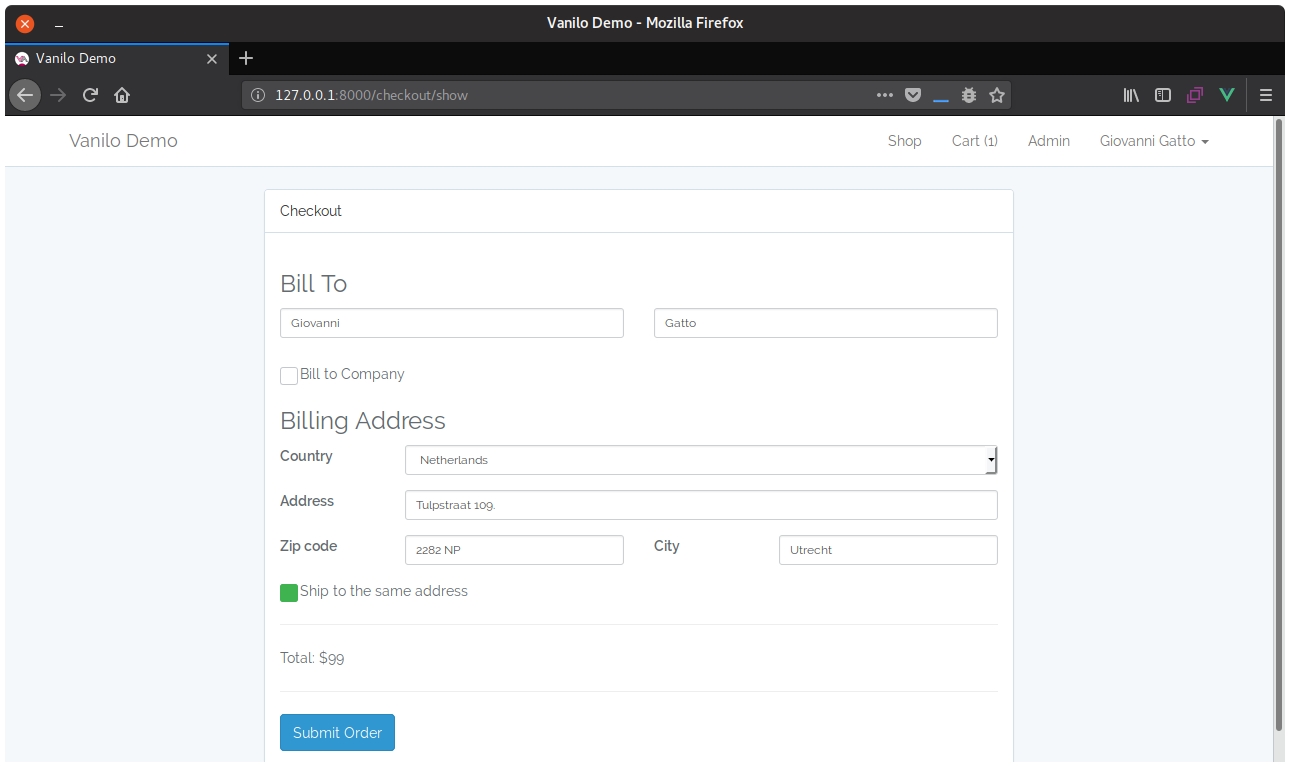 Vanilo Demo - Mozilla Firefox
Vanilo Demo
127.0.0.1:8000/checkout/show
Vanilo Demo Shop Cart (1) Admin Giovanni Gatto
Checkout
Bill To
Giovanni Gatto
Bill to Company
Billing Address
Country Netherlands
Address Tulpstraat 109.
Zip code 2282 NP City Utrecht
Ship to the same address
Total: $99
Submit Order